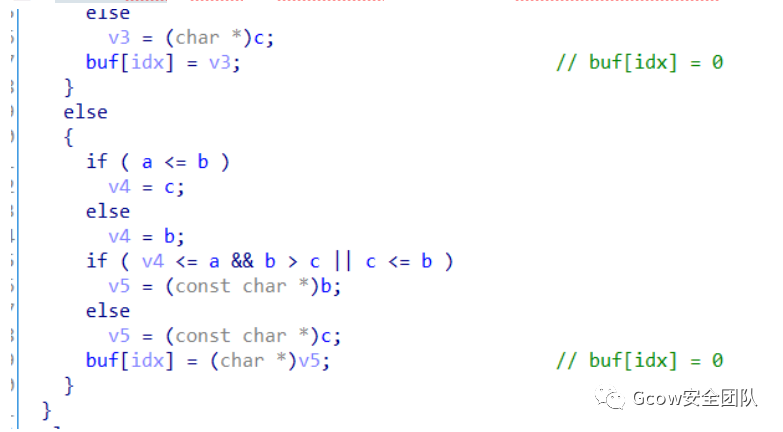 else
v3 = (char *)c;
buf[idx] = v3; // buf[idx] = 0
}
else
{
if ( a <= b )
v4 = c;
else
v4 = b;
if ( v4 <= a && b > c || c <= b )
v5 = (const char *)b;
else
v5 = (const char *)c;
buf[idx] = (char *)v5; // buf[idx] = 0
}
}
Gcow安全团队